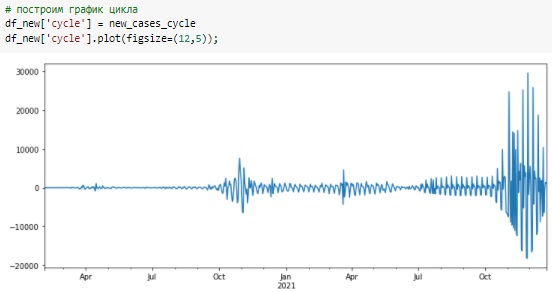 # построим график цикла
df_new['cycle'] = new_cases_cycle
df_new['cycle'].plot(figsize=(12,5));
30000
20000
10000
0
−10000
−20000
Apr Jul Oct Jan Apr Jul Oct
2021